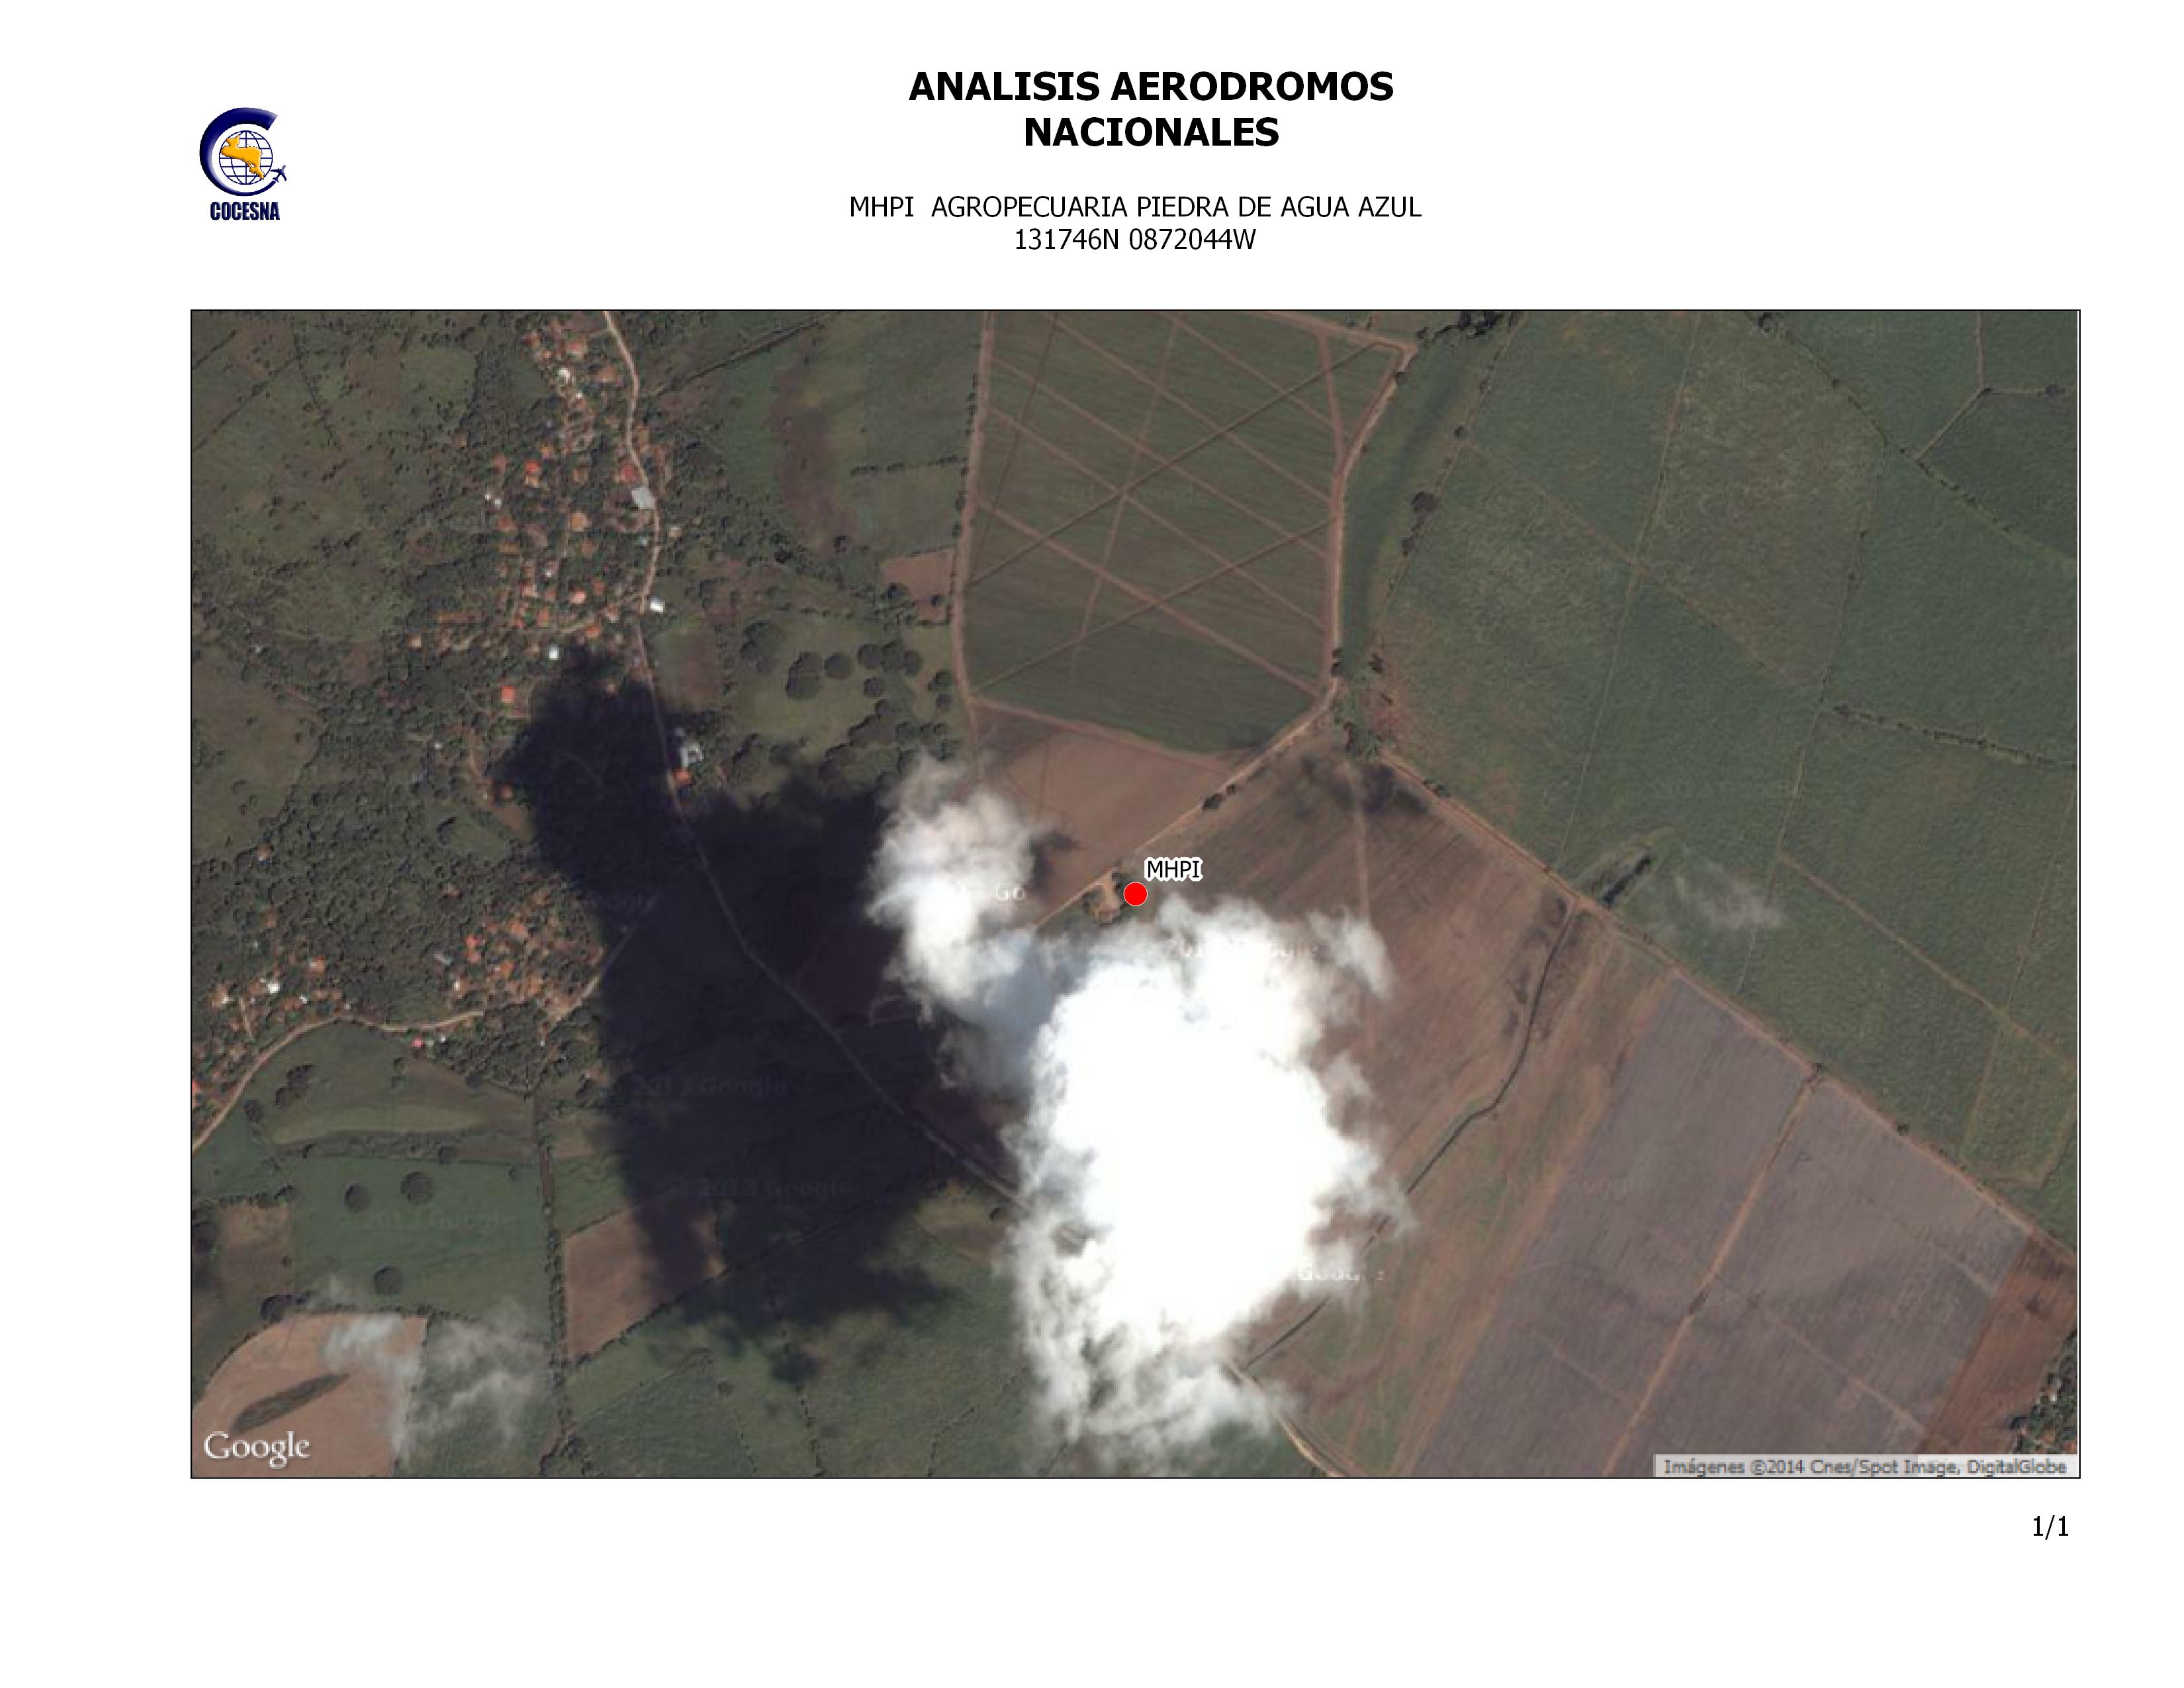 ANALISIS AERODROMOS
NACIONALES
COCESNA
MHPI AGROPECUARIA PIEDRA DE AGUA AZUL
131746N 0872044W
MHPI
Google
Imágenes ©2014 Cnes/Spot Image, DigitalGlobe
1/1